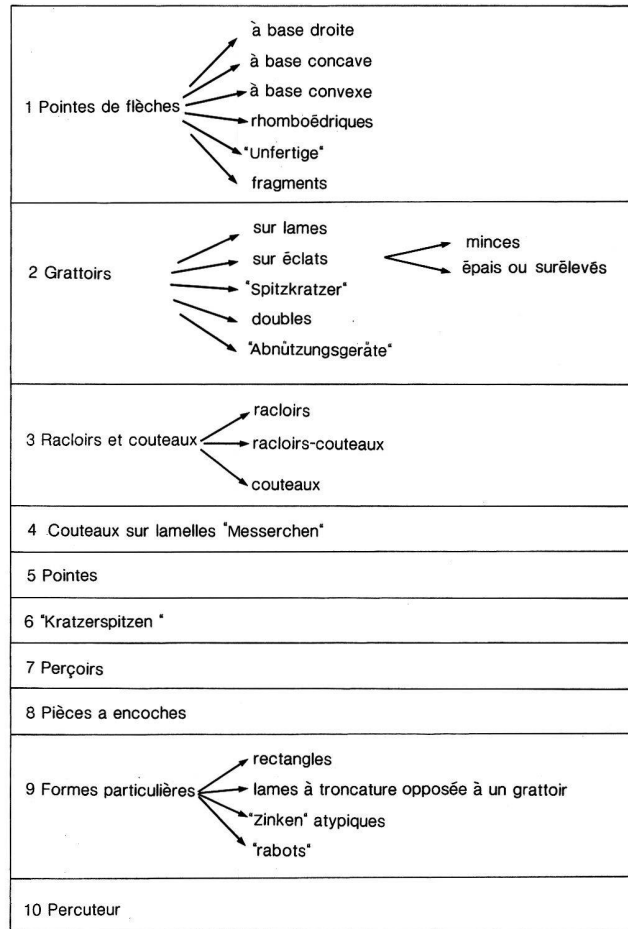 1 Pointes de flèches
à base droite
à base concave
à base convexe
rhomboédriques
"Unfertige"
fragments
2 Grattoirs
sur lames
sur éclats
minces
épais ou surélevés
"Spitzkratzer"
doubles
"Abnützungsgeräte"
3 Racloirs et couteaux
racloirs
racloirs-couteaux
couteaux
4 Couteaux sur lamelles "Messerchen"
5 Pointes
6 "Kratzerspitzen "
7 Perçoirs
8 Pièces a encoches
9 Formes particulières
rectangles
lames à troncature opposée à un grattoir
"Zinken" atypiques
"rabots"
10 Percuteur